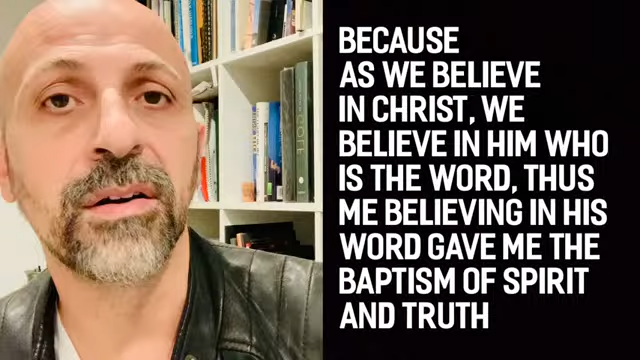 BECAUSE
AS WE BELIEVE
IN CHRIST, WE
BELIEVE IN HIM WHO
IS THE WORD, THUS
ME BELIEVING IN HIS
WORD GAVE ME THE
BAPTISM OF SPIRIT
AND TRUTH